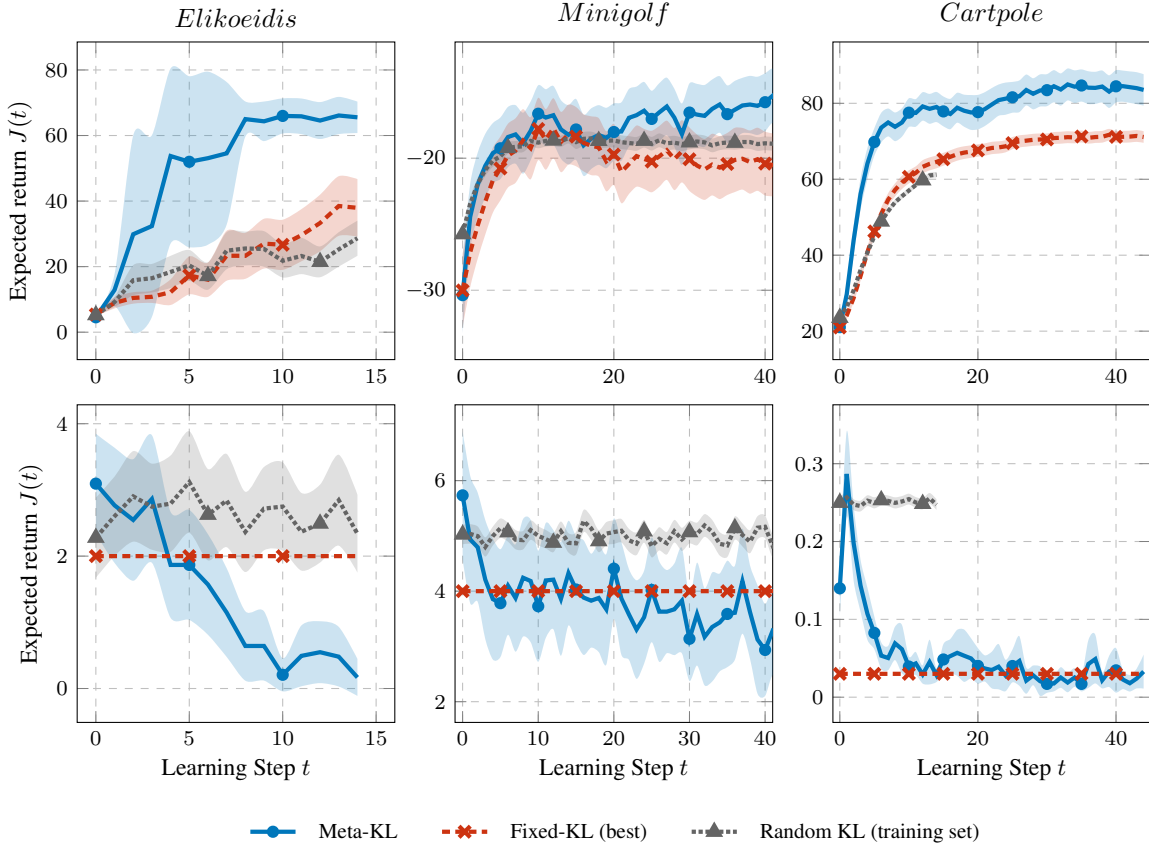 Elikoeidis Minigolf Cartpole
Expected return J(t)
80
60
40
20
0
0 5 10 15
−20
−30
0 10 20 30 40
80
60
40
20
0 20 40
Expected return J(t)
4
2
0
0 5 10 15
6
4
2
0 10 20 30 40
0.3
0.2
0.1
0
0 20 40
Learning Step t Learning Step t Learning Step t
Meta-KL Fixed-KL (best) Random KL (training set)